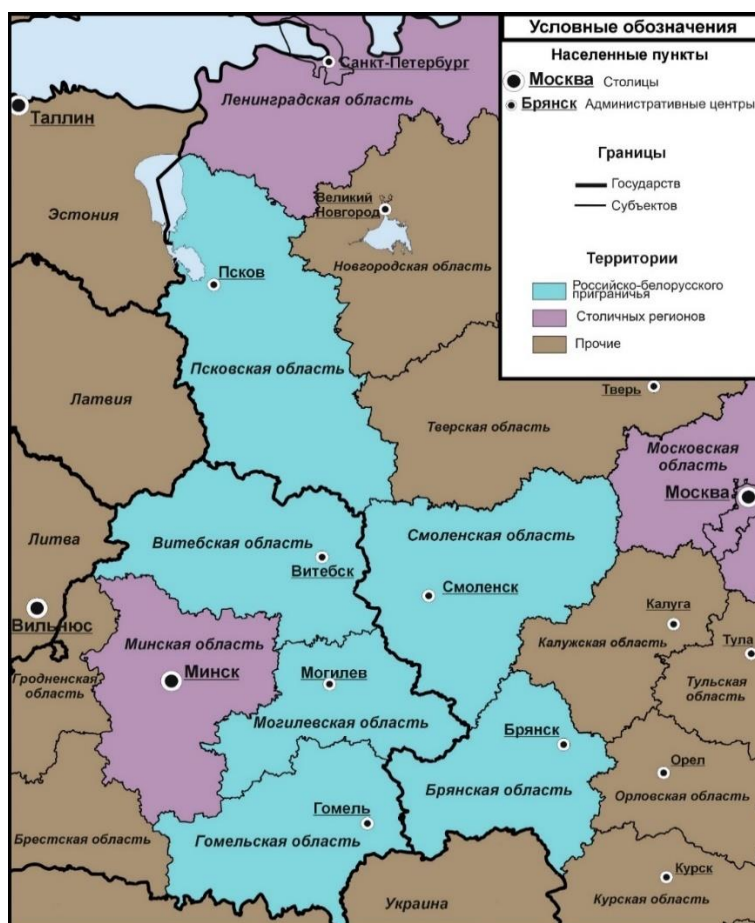 Условные обозначения
Населенные пункты
Москва Столицы
Брянск Административные центры
Границы
Государств
Субъектов
Территории
Российско-белорусского
приграничья
Столичных регионов
Прочие
Санкт-Петербург
Ленинградская область
Таллин
Эстония
Великий
Новгород
Новгородская область
Псков
Псковская область
Латвия
Тверь
Тверская область
Московская
область
Москва
Литва
Витебская область
Витебск
Смоленская область
Смоленск
Вильнюс
Калуга
Калужская область
Тула
Тульская
область
Минская область
Минск
Гродненская
область
Могилев
Могилевская область
Брянск
Брянская область
Орел
Орловская область
Гомель
Гомельская область
Брестская область
Украина
Курск
Курская область